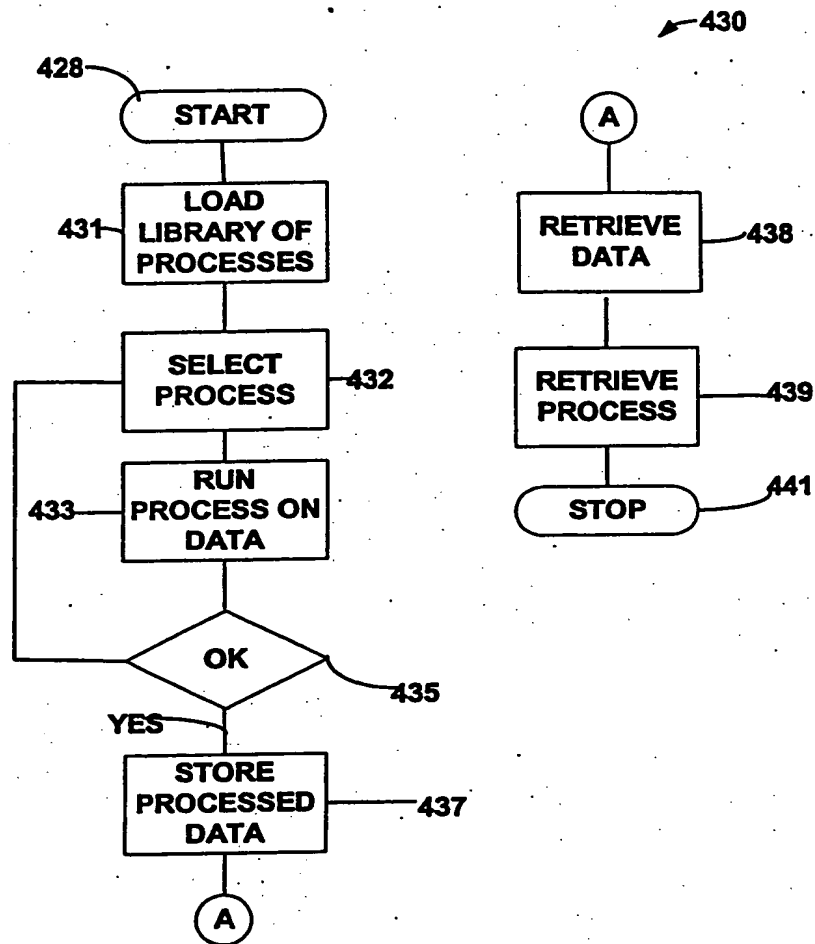 430
428
START
LOAD
LIBRARY OF
PROCESSES
431
SELECT
PROCESS
432
RUN
PROCESS ON
DATA
433
OK
435
YES
STORE
PROCESSED
DATA
437
A
A
RETRIEVE
DATA
438
RETRIEVE
PROCESS
439
STOP
441